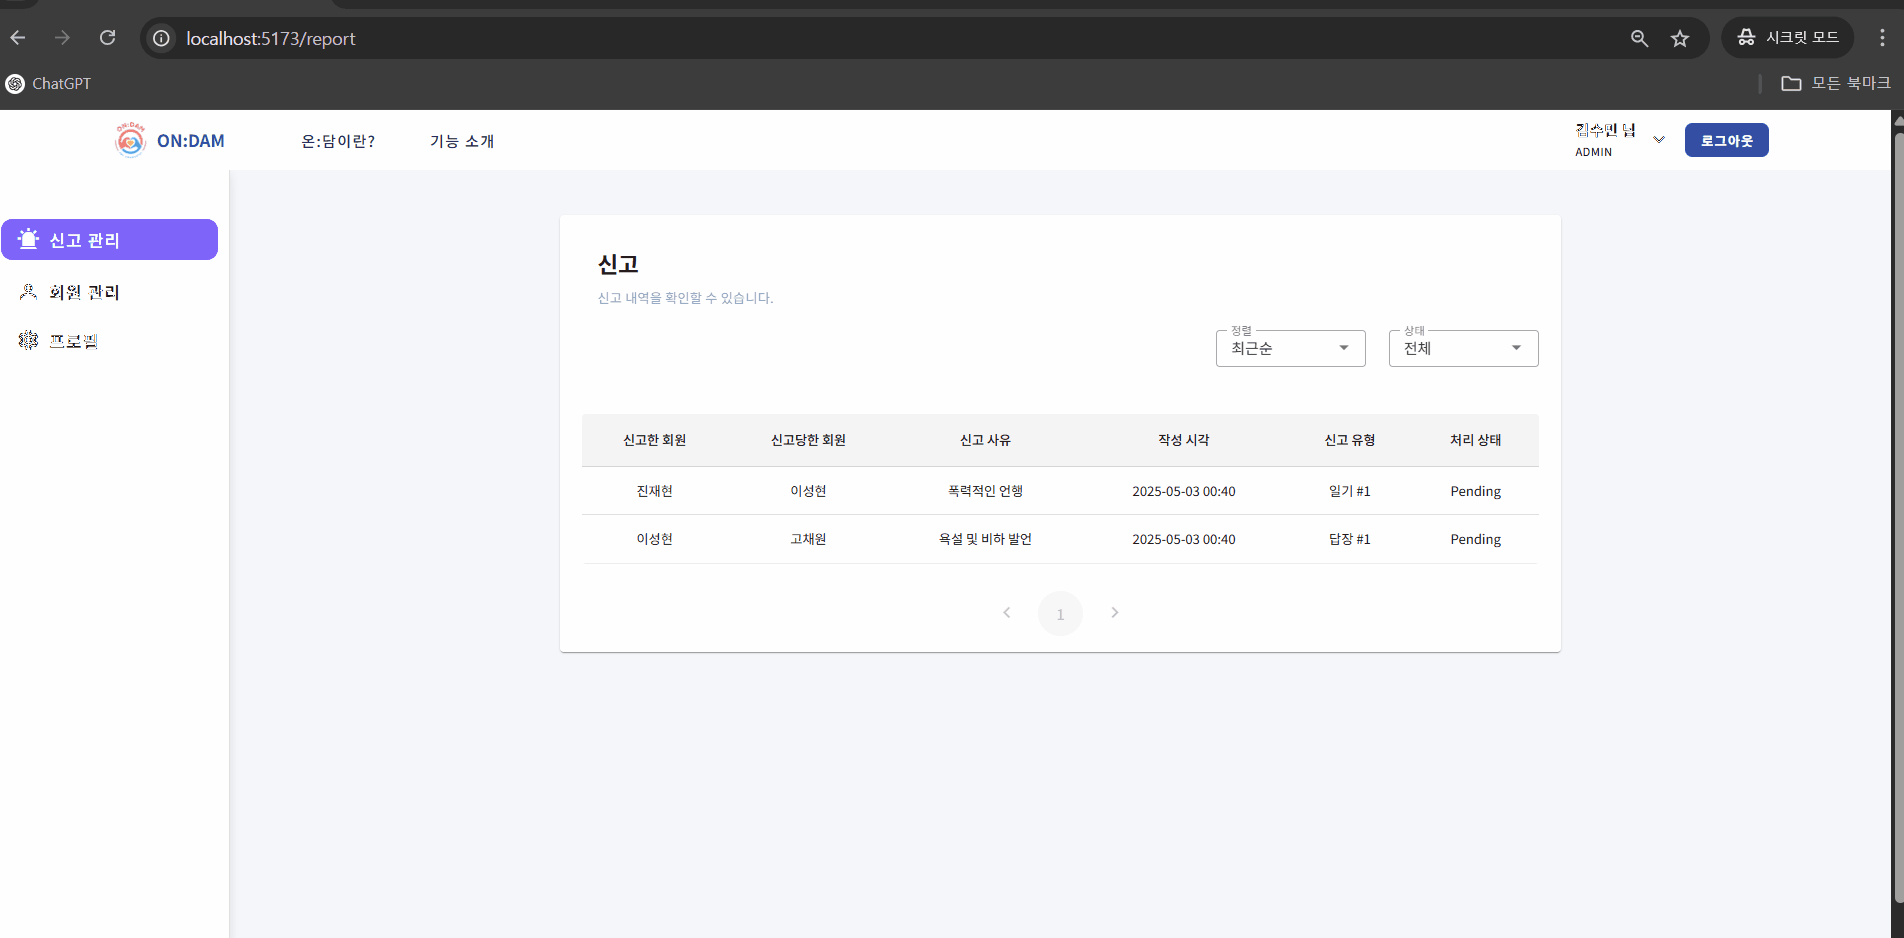 localhost:5173/report
시크릿 모드
ChatGPT
모든 북마크
ON:DAM
온:담이란?
기능 소개
김수민 님
ADMIN
로그아웃
신고 관리
회원 관리
프로필
신고
신고 내역을 확인할 수 있습니다.
정렬
최근순
상태
전체
신고한 회원 신고당한 회원 신고 사유 작성 시각 신고 유형 처리 상태
진재현 이성현 폭력적인 언행 2025-05-03 00:40 일기 #1 Pending
이성현 고채원 욕설 및 비하 발언 2025-05-03 00:40 답장 #1 Pending
1